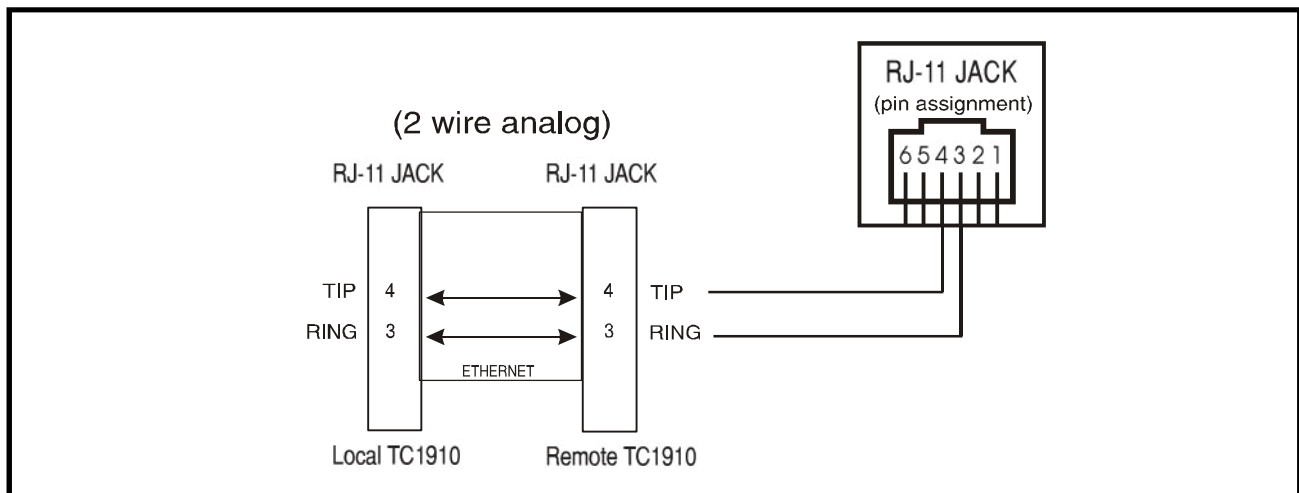 RJ-11 JACK
(pin assignment)
6 5 4 3 2 1
(2 wire analog)
RJ-11 JACK RJ-11 JACK
TIP 4 4 TIP
RING 3 3 RING
ETHERNET
Local TC1910 Remote TC1910